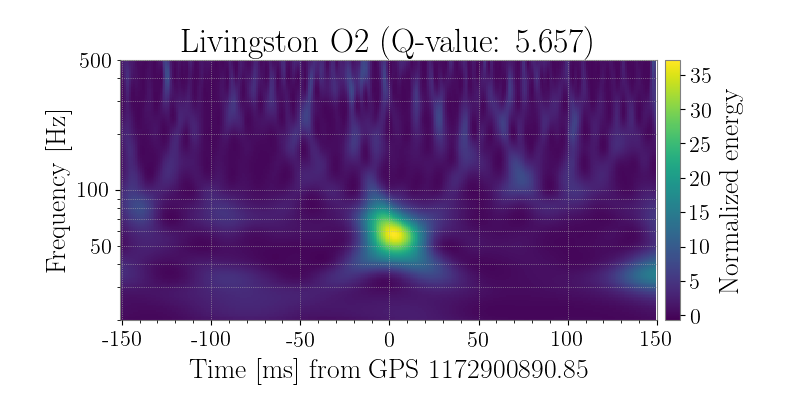 Livingston O2 (Q-value: 5.657)
500
100
50
Frequency [Hz]
-150 -100 -50 0 50 100 150
Time [ms] from GPS 1172900890.85
35
30
25
20
15
10
5
0
Normalized energy